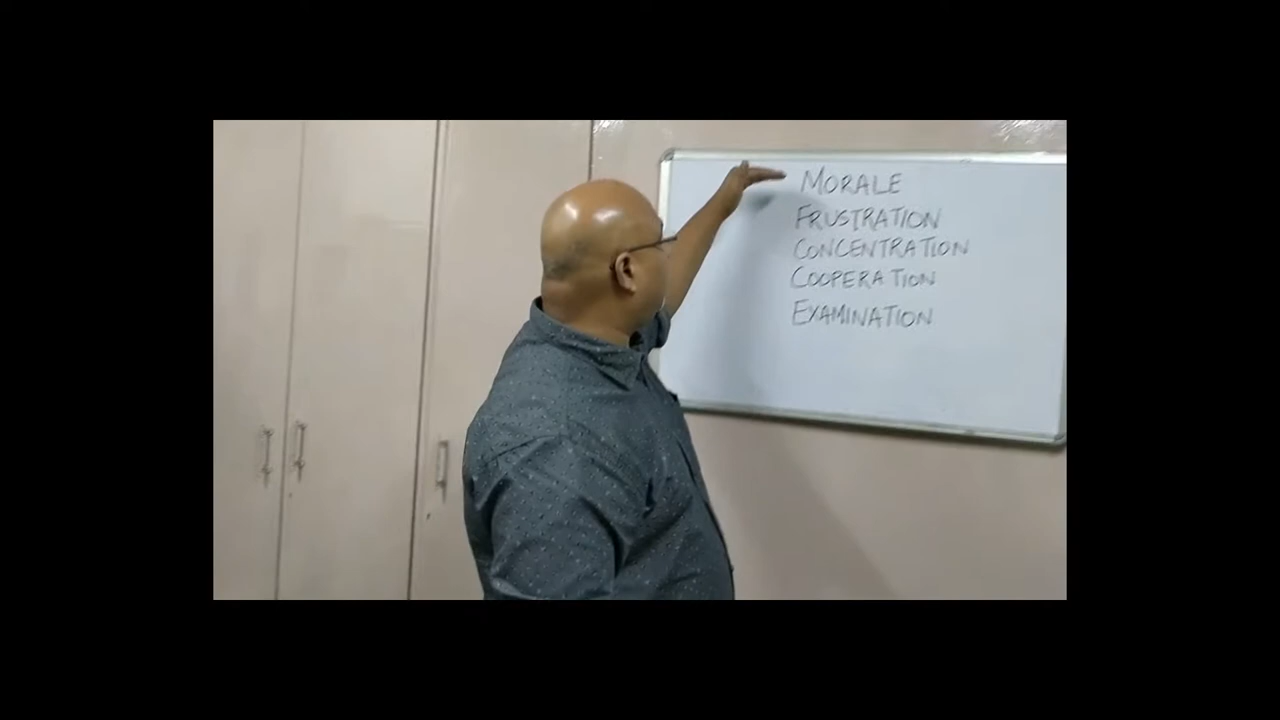 MORALE
FRUSTRATION
CONCENTRATION
COOPERATION
EXAMINATION